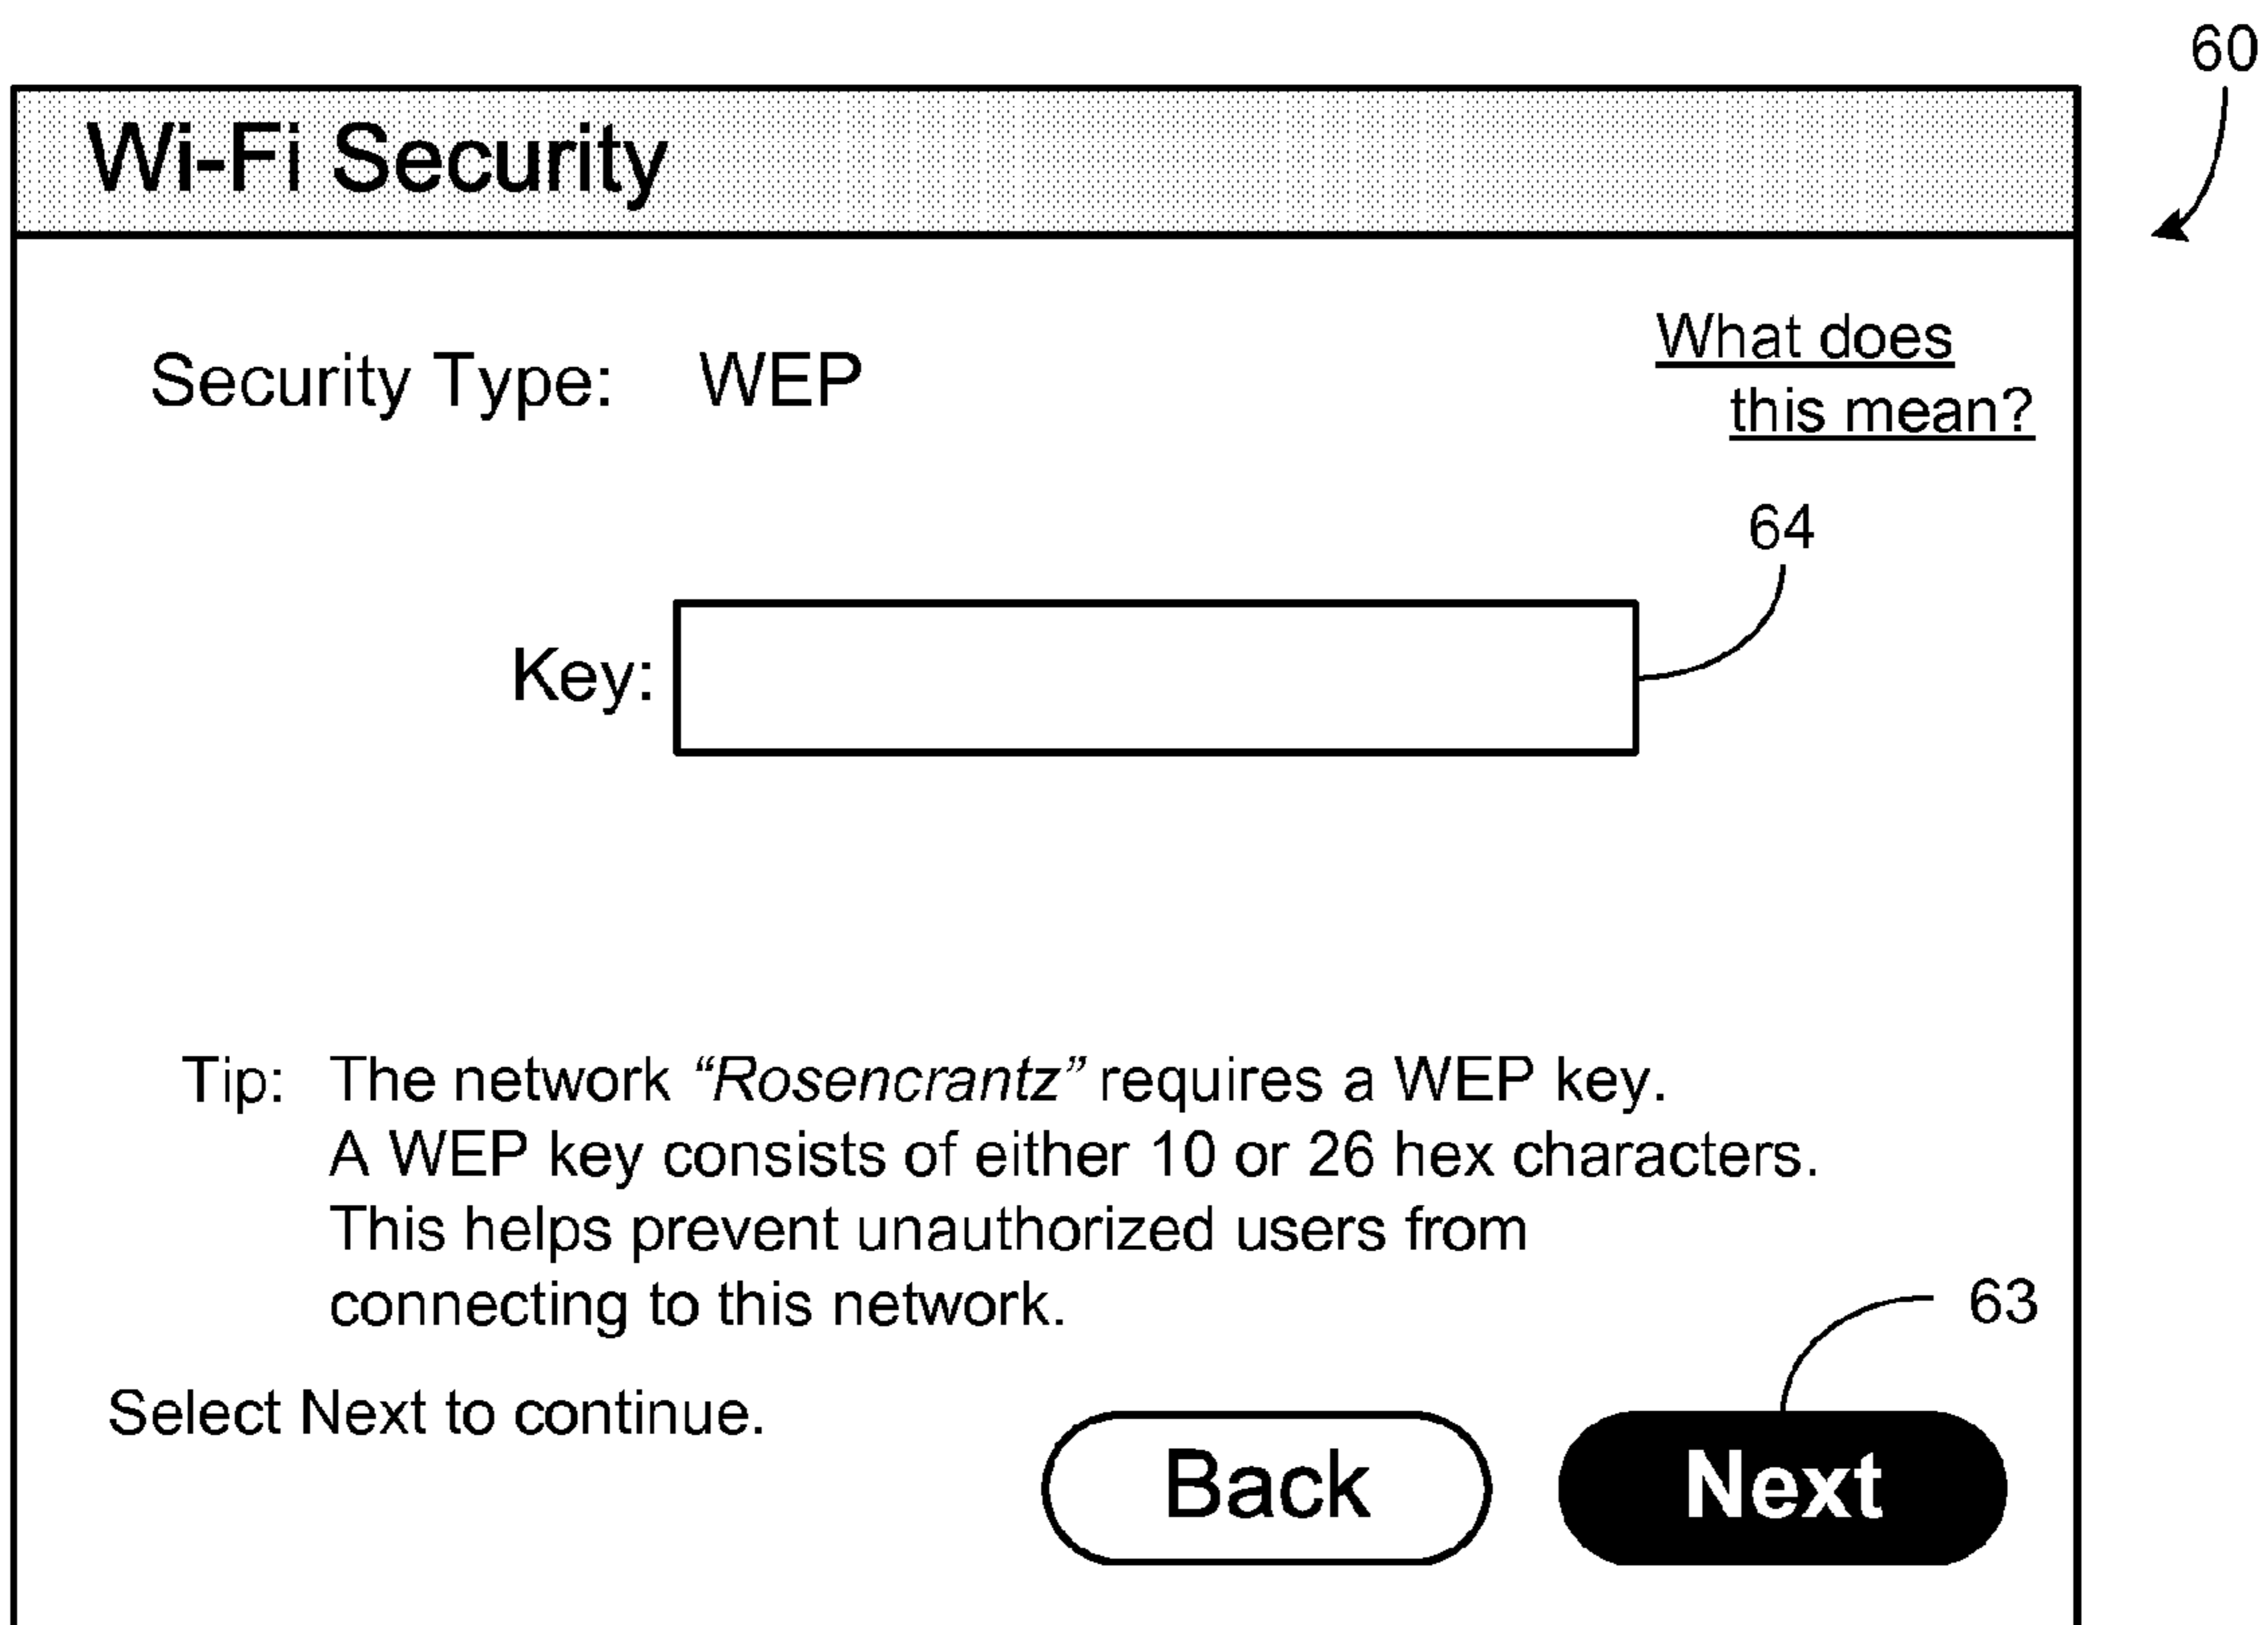 60
Wi-Fi Security
Security Type: WEP
What does
this mean?
64
Key:
Tip: The network “Rosencrantz” requires a WEP key.
A WEP key consists of either 10 or 26 hex characters.
This helps prevent unauthorized users from
connecting to this network.
63
Select Next to continue.
Back
Next